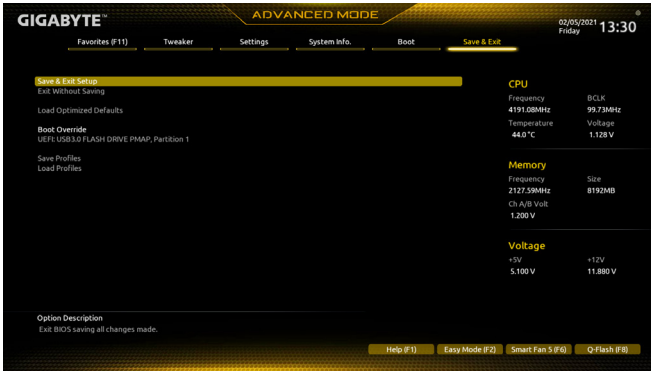 GIGABYTE™
ADVANCED MODE
02/05/2021 Friday 13:30
Favorites (F11) Tweaker Settings System Info. Boot Save & Exit
Save & Exit Setup
Exit Without Saving
Load Optimized Defaults
Boot Override
UEFI: USB3.0 FLASH DRIVE PMAP, Partition 1
Save Profiles
Load Profiles
CPU
Frequency BCLK
4191.08MHz 99.73MHz
Temperature Voltage
44.0 °C 1.128 V
Memory
Frequency Size
2127.59MHz 8192MB
Ch A/B Volt
1.200 V
Voltage
+5V +12V
5.100 V 11.880 V
Option Description
Exit BIOS saving all changes made.
Help (F1) Easy Mode (F2) Smart Fan 5 (F6) Q-Flash (F8)